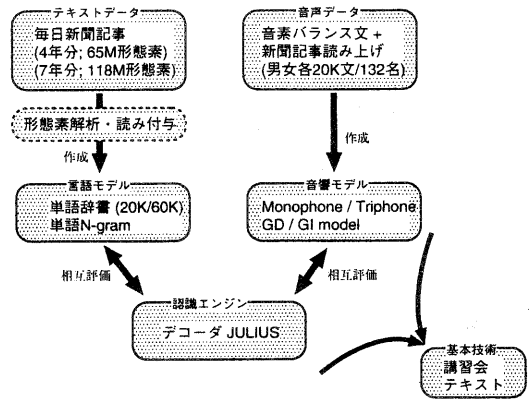 テキストデータ
毎日新聞記事
(4年分; 65M形態素)
(7年分; 118M形態素)
音声データ
音素バランス文 +
新聞記事読み上げ
(男女各20K文/132名)
形態素解析・読み付与
作成
作成
言語モデル
単語辞書 (20K/60K)
単語N-gram
音響モデル
Monophone / Triphone
GD / GI model
相互評価
相互評価
認識エンジン
デコーダ JULIUS
基本技術
講習会
テキスト